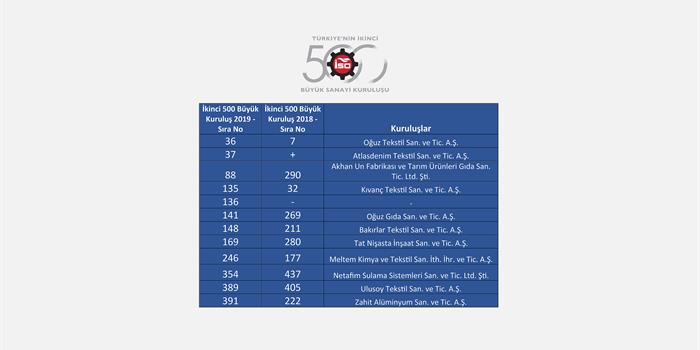 TÜRKİYE'NİN İKİNCİ
500
İSO
BÜYÜK SANAYİ KURULUŞU
İkinci 500 Büyük Kuruluş 2019 - Sıra No İkinci 500 Büyük Kuruluş 2018 - Sıra No Kuruluşlar
36 7 Oğuz Tekstil San. ve Tic. A.Ş.
37 + Atlasdenim Tekstil San. ve Tic. A.Ş.
88 290 Akhan Un Fabrikası ve Tarım Ürünleri Gıda San. Tic. Ltd. Şti.
135 32 Kıvanç Tekstil San. ve Tic. A.Ş.
136 - -
141 269 Oğuz Gıda San. ve Tic. A.Ş.
148 211 Bakırlar Tekstil San. ve Tic. A.Ş.
169 280 Tat Nişasta İnşaat San. ve Tic. A.Ş.
246 177 Meltem Kimya ve Tekstil San. İth. İhr. ve Tic. A.Ş.
354 437 Netafim Sulama Sistemleri San. ve Tic. Ltd. Şti.
389 405 Ulusoy Tekstil San. ve Tic. A.Ş.
391 222 Zahit Alüminyum San. ve Tic. A.Ş.